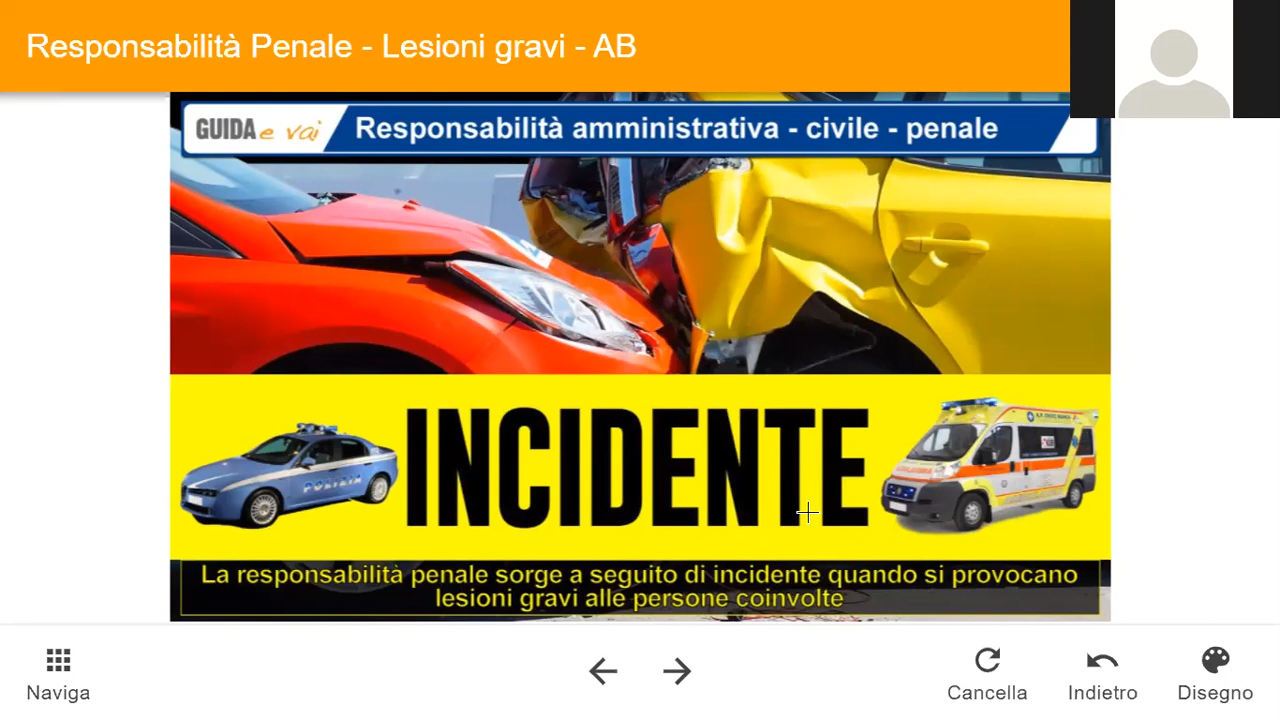 Responsabilità Penale - Lesioni gravi - AB
GUIDA e vai
Responsabilità amministrativa - civile - penale
POLIZIA
INCIDENTE
La responsabilità penale sorge a seguito di incidente quando si provocano
lesioni gravi alle persone coinvolte
Naviga
Cancella
Indietro
Disegno